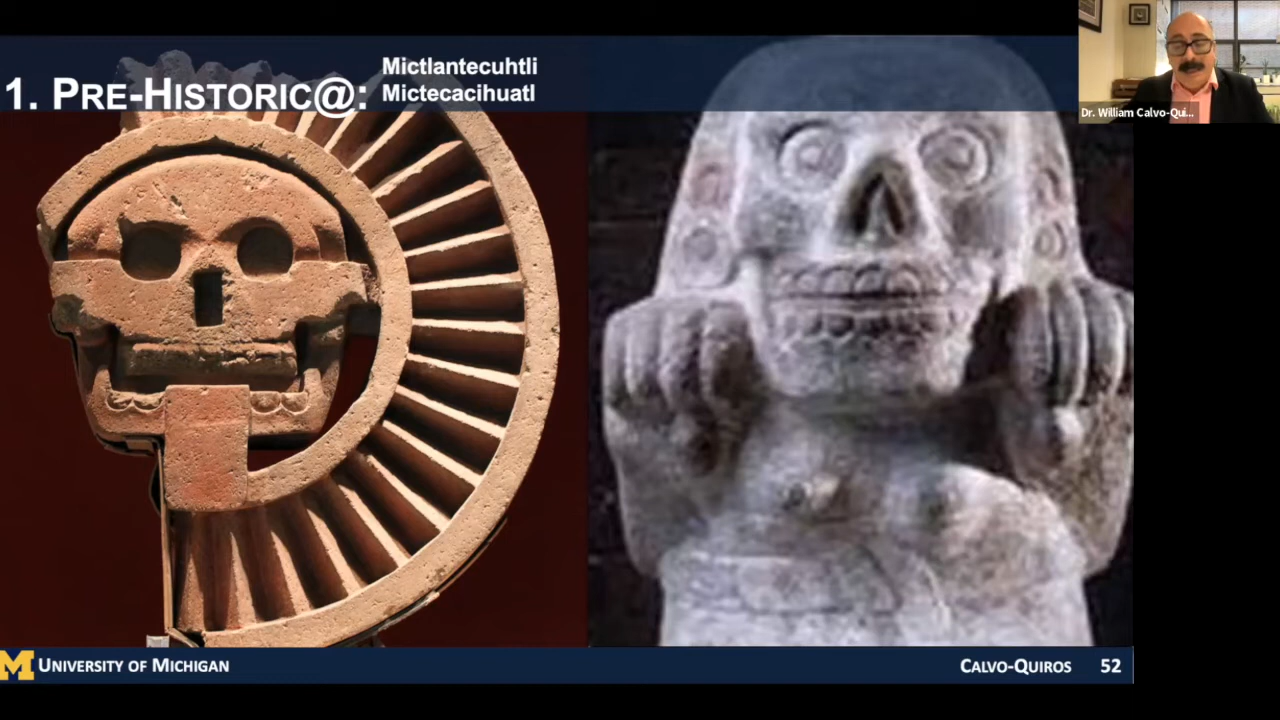 1. PRE-HISTORIC@:
Mictlantecuhtli
Mictecacihuatl
Dr. William Calvo-Qui...
M UNIVERSITY OF MICHIGAN
CALVO-QUIROS 52